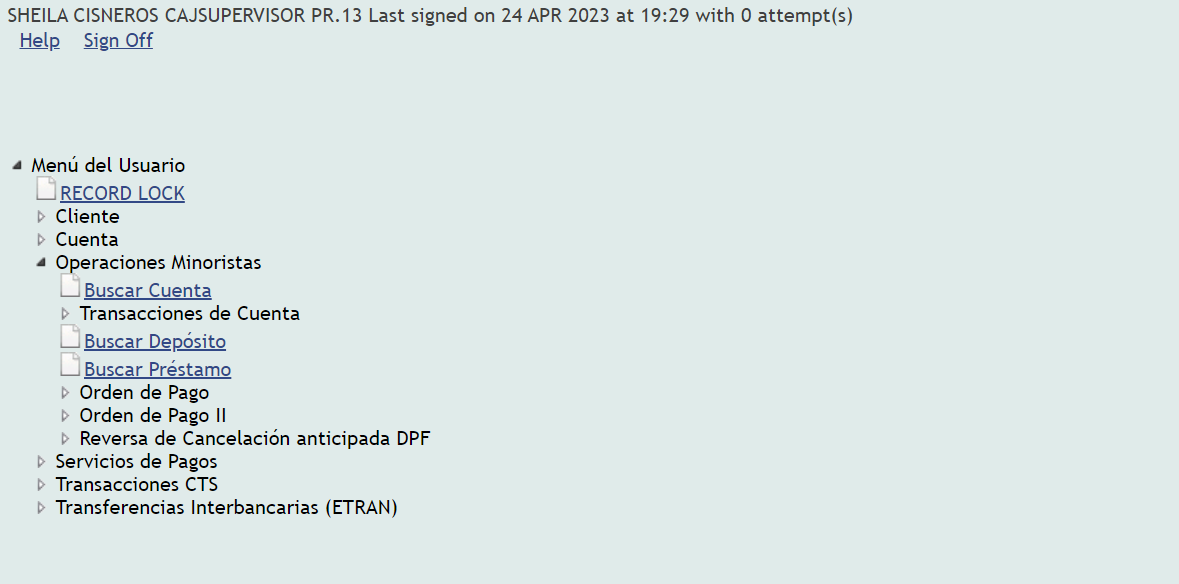 SHEILA CISNEROS CAJSUPERVISOR PR.13 Last signed on 24 APR 2023 at 19:29 with 0 attempt(s)
Help Sign Off
Menú del Usuario
RECORD LOCK
Cliente
Cuenta
Operaciones Minoristas
Buscar Cuenta
Transacciones de Cuenta
Buscar Depósito
Buscar Préstamo
Orden de Pago
Orden de Pago II
Reversa de Cancelación anticipada DPF
Servicios de Pagos
Transacciones CTS
Transferencias Interbancarias (ETRAN)